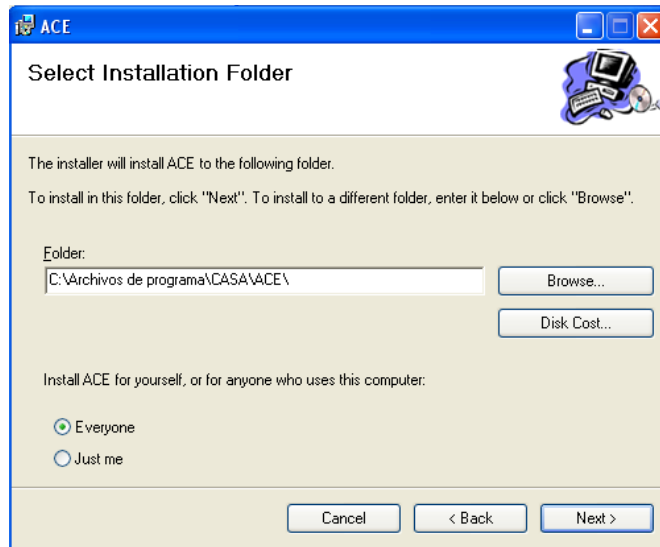 ACE
Select Installation Folder
The installer will install ACE to the following folder.
To install in this folder, click "Next". To install to a different folder, enter it below or click "Browse".
Folder:
C:\Archivos de programa\CASA\ACE\
Browse...
Disk Cost...
Install ACE for yourself, or for anyone who uses this computer:
Everyone
Just me
Cancel
< Back
Next >